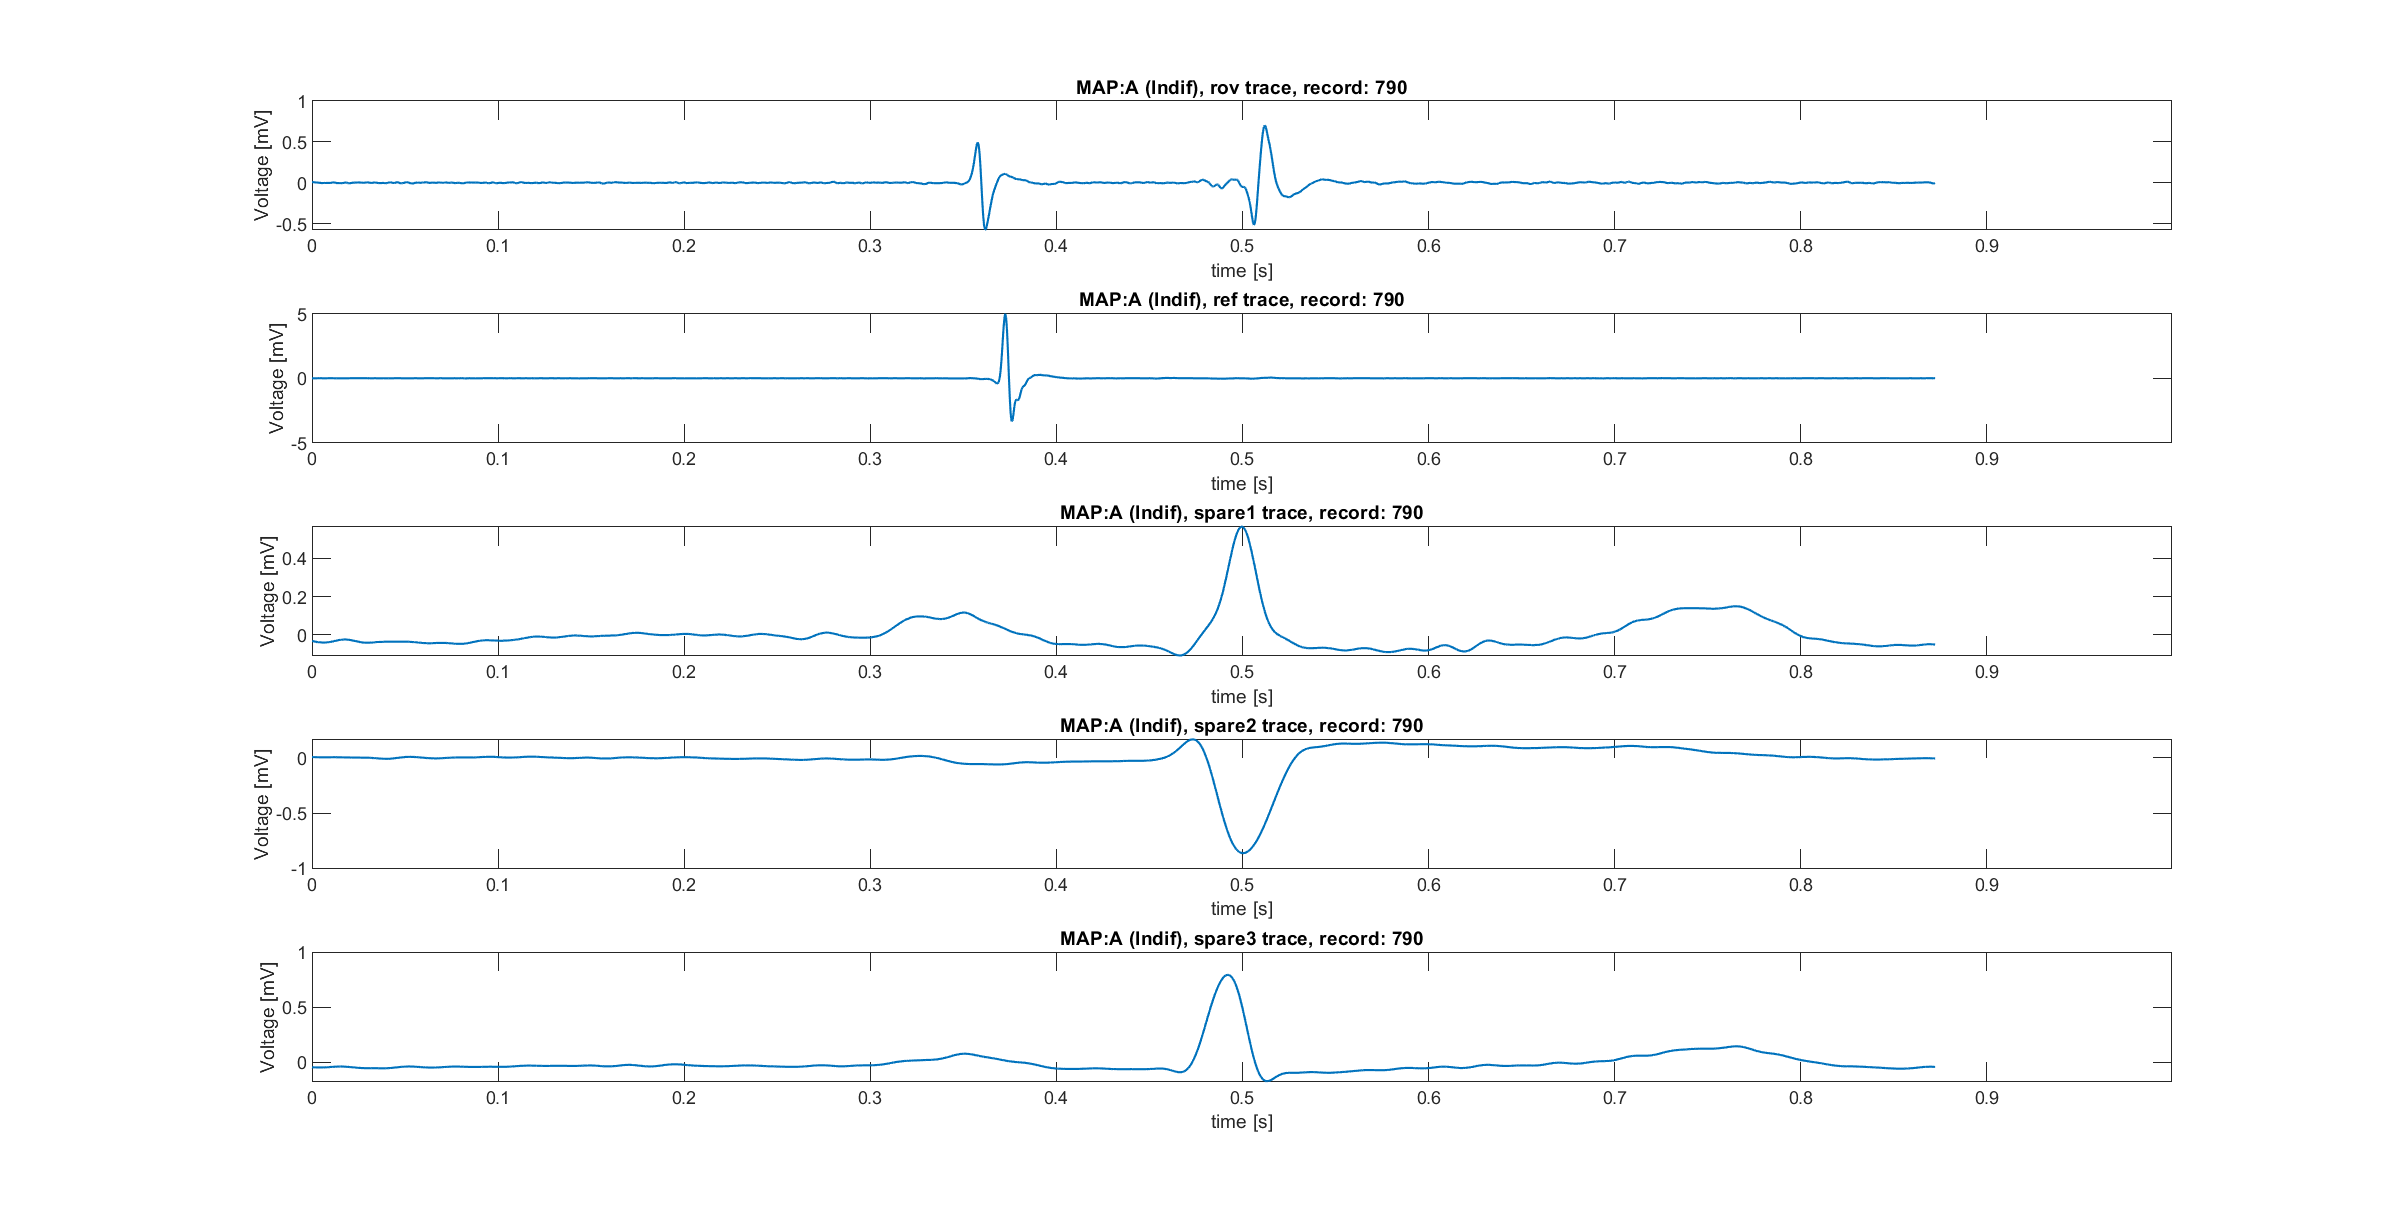 MAP:A (Indif), rov trace, record: 790
Voltage [mV]
1
0.5
0
-0.5
0 0.1 0.2 0.3 0.4 0.5 0.6 0.7 0.8 0.9
time [s]
MAP:A (Indif), ref trace, record: 790
Voltage [mV]
5
0
-5
0 0.1 0.2 0.3 0.4 0.5 0.6 0.7 0.8 0.9
time [s]
MAP:A (Indif), spare1 trace, record: 790
Voltage [mV]
0.4
0.2
0
0 0.1 0.2 0.3 0.4 0.5 0.6 0.7 0.8 0.9
time [s]
MAP:A (Indif), spare2 trace, record: 790
Voltage [mV]
0
-0.5
-1
0 0.1 0.2 0.3 0.4 0.5 0.6 0.7 0.8 0.9
time [s]
MAP:A (Indif), spare3 trace, record: 790
Voltage [mV]
1
0.5
0
0 0.1 0.2 0.3 0.4 0.5 0.6 0.7 0.8 0.9
time [s]